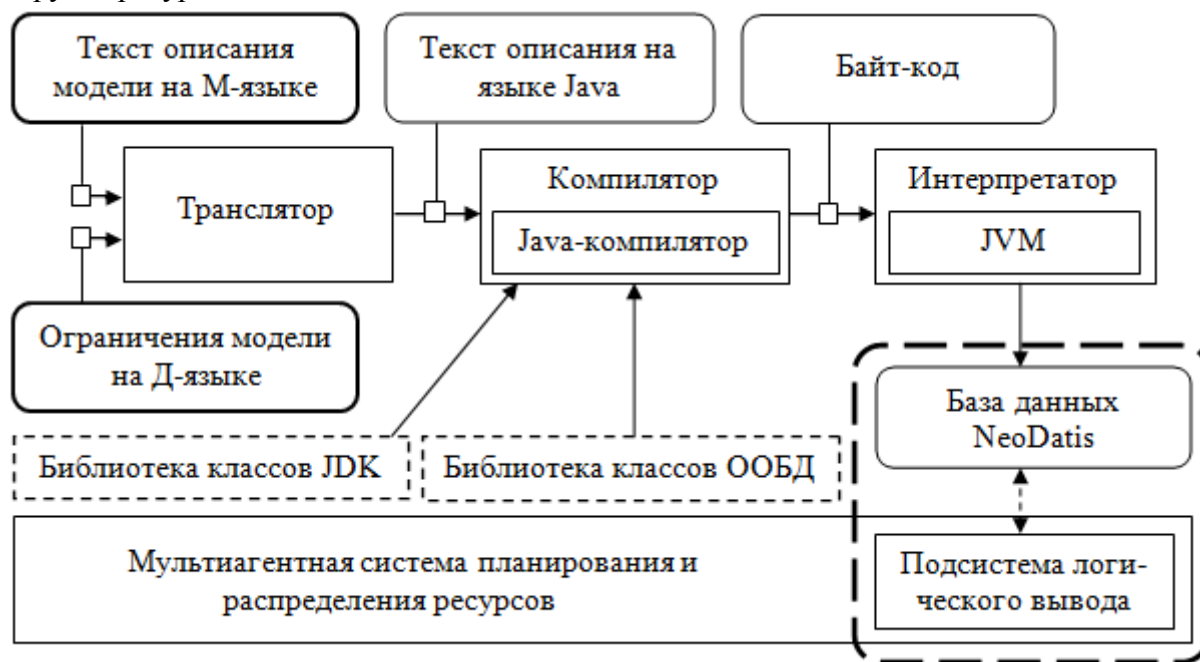 Текст описания
модели на М-языке
Текст описания на
языке Java
Байт-код
Транслятор
Компилятор
Java-компилятор
Интерпретатор
JVM
Ограничения модели
на Д-языке
База данных
NeoDatis
Библиотека классов JDK
Библиотека классов ООБД
Мультиагентная система планирования и
распределения ресурсов
Подсистема логи-
ческого вывода